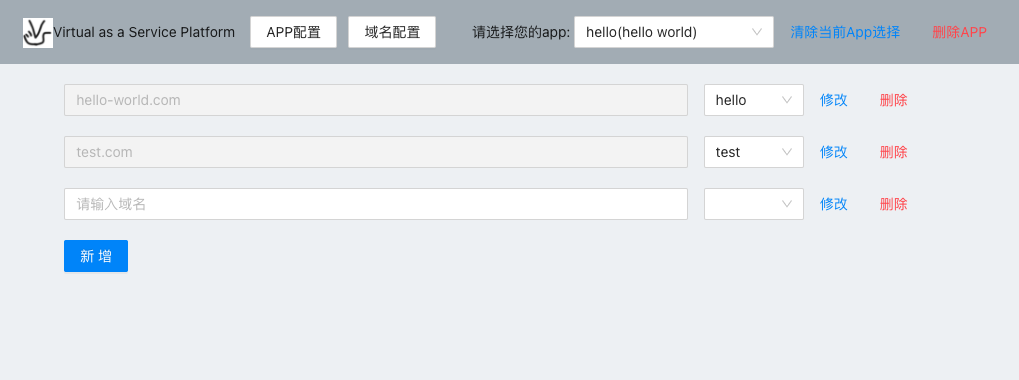 Virtual as a Service Platform APP配置 域名配置 请选择您的app: hello(hello world) 清除当前App选择 删除APP
hello-world.com hello 修改 删除
test.com test 修改 删除
请输入域名 修改 删除
新 增